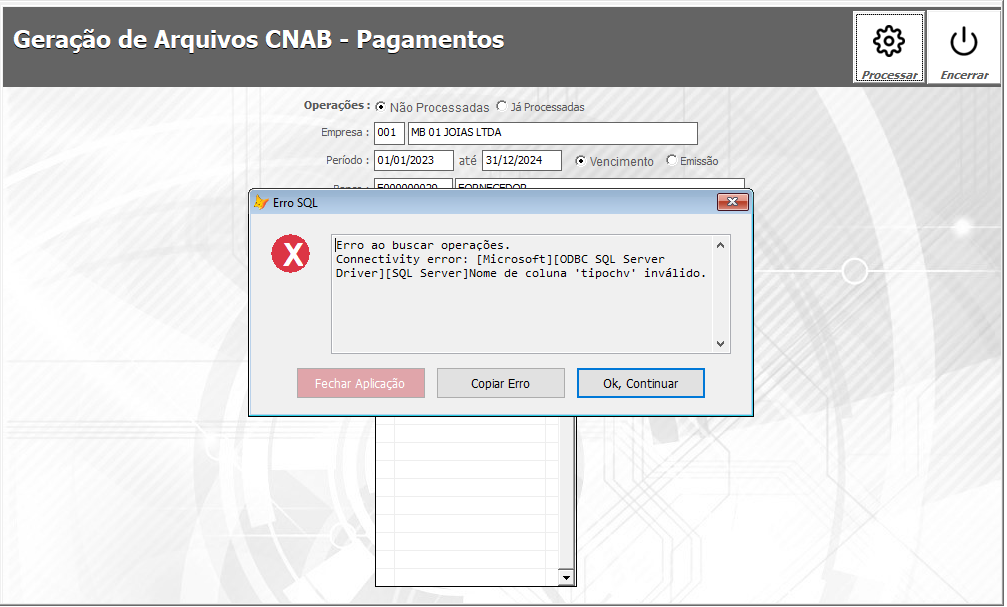 Geração de Arquivos CNAB - Pagamentos
Processar
Encerrar
Operações : Não Processadas Já Processadas
Empresa : 001 MB 01 JOIAS LTDA
Período : 01/01/2023 até 31/12/2024 Vencimento Emissão
F000000020 FORNECEDOR
Erro SQL
Erro ao buscar operações.
Connectivity error: [Microsoft][ODBC SQL Server
Driver][SQL Server]Nome de coluna 'tipochv' inválido.
Fechar Aplicação
Copiar Erro
Ok, Continuar